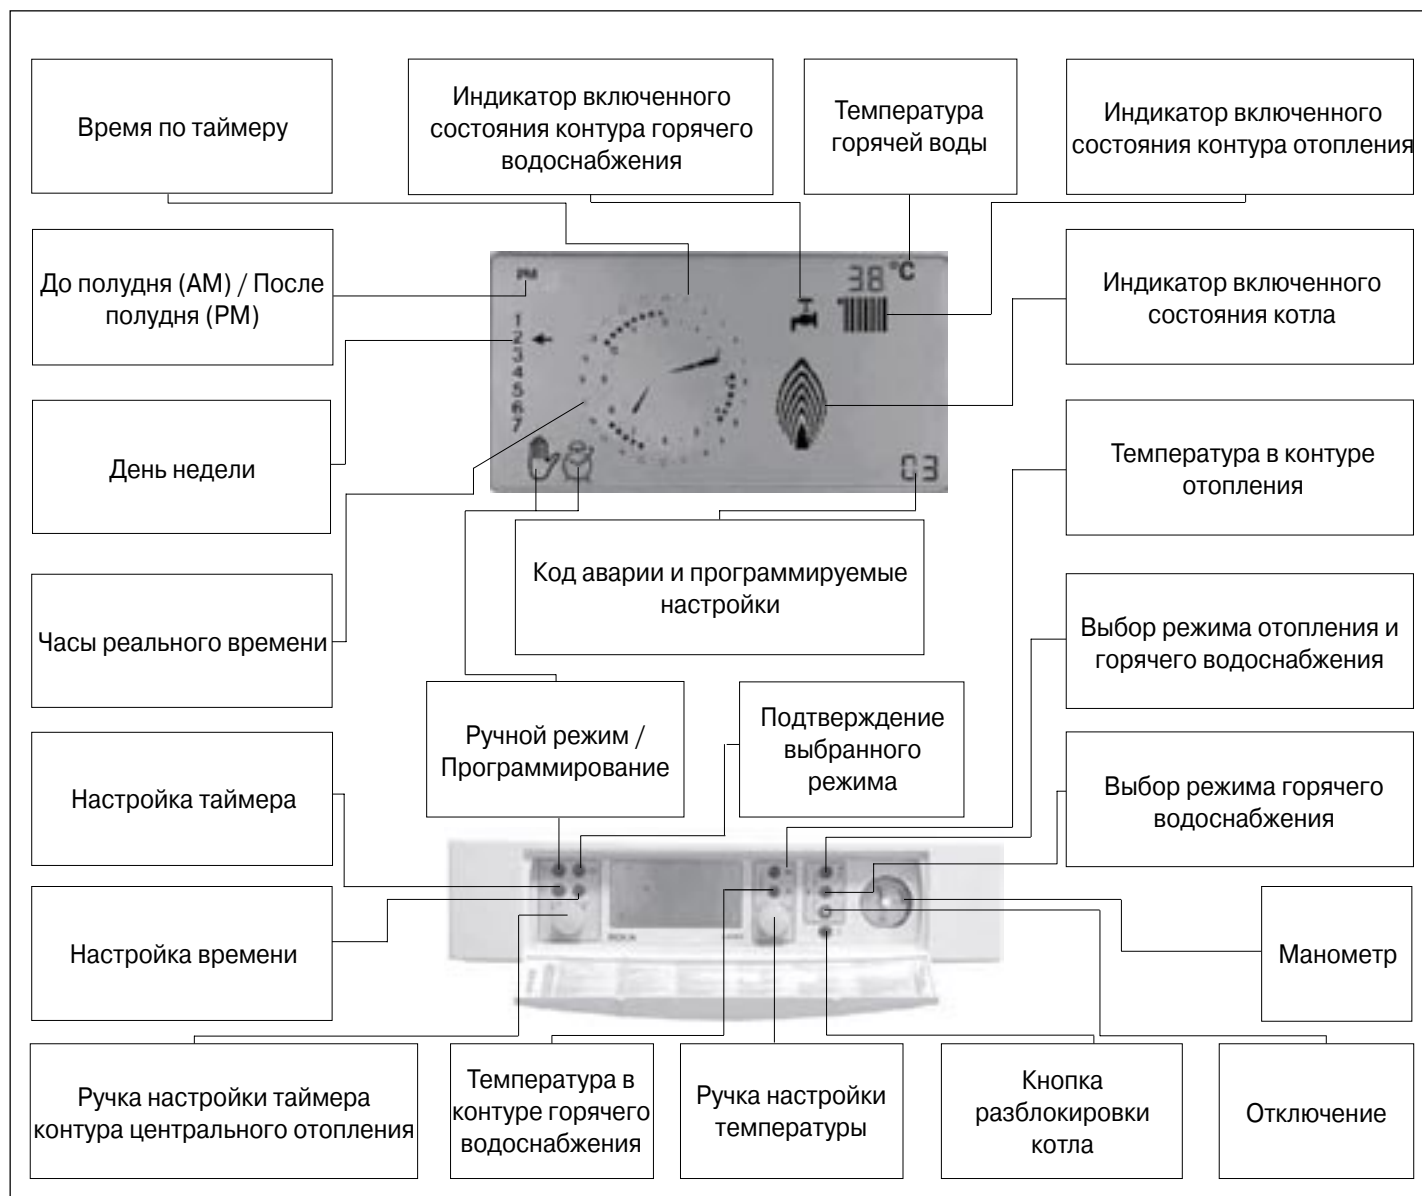 Время по таймеру
Индикатор включенного
состояния контура горячего
водоснабжения
Температура
горячей воды
Индикатор включенного
состояния контура отопления
До полудня (AM) / После
полудня (PM)
PM
38 °C
1
2
3
4
5
6
7
03
Индикатор включенного
состояния котла
День недели
Температура в контуре
отопления
Код аварии и программируемые
настройки
Часы реального времени
Выбор режима отопления и
горячего водоснабжения
Ручной режим /
Программирование
Подтверждение
выбранного
режима
Настройка таймера
Выбор режима горячего
водоснабжения
Настройка времени
Манометр
Ручка настройки таймера
контура центрального отопления
Температура в
контуре горячего
водоснабжения
Ручка настройки
температуры
Кнопка
разблокировки
котла
Отключение